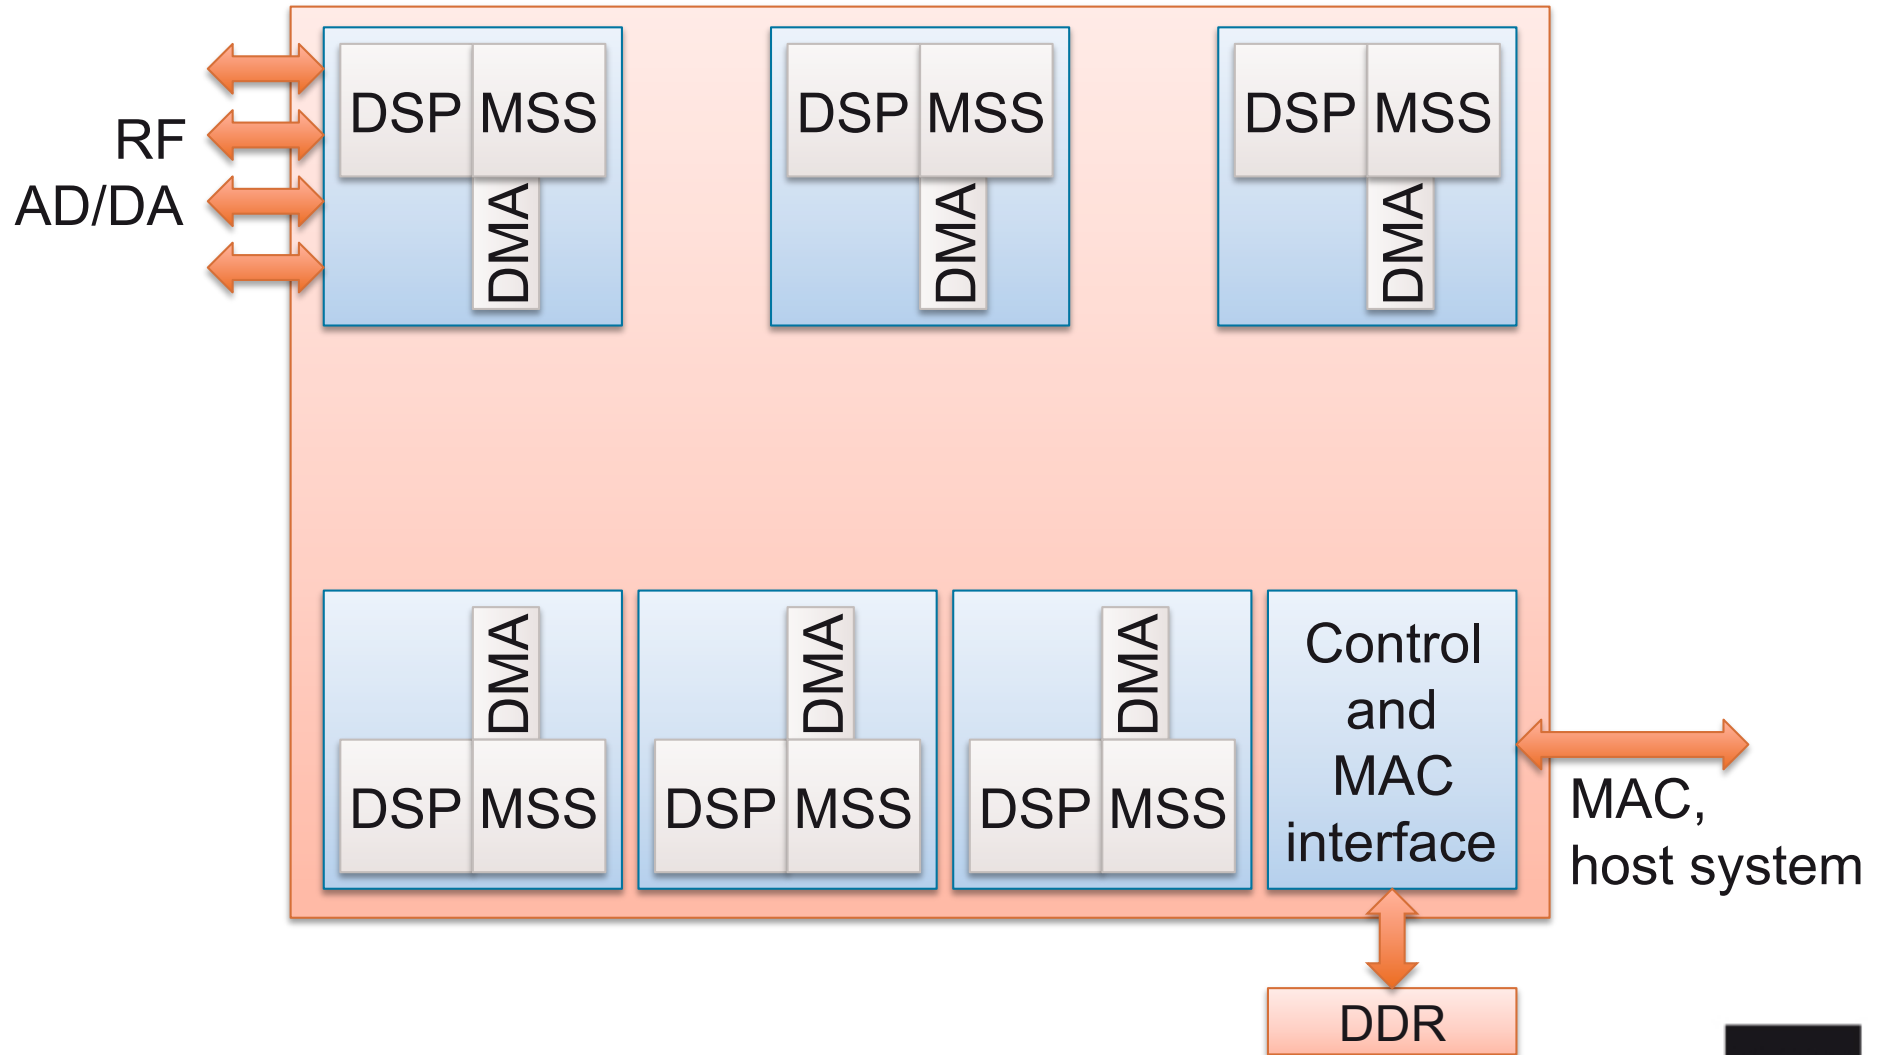 DSP MSS
DMA
DSP MSS
DMA
DSP MSS
DMA
RF
AD/DA
DMA
DSP MSS
DMA
DSP MSS
DMA
DSP MSS
Control
and
MAC
interface
MAC,
host system
DDR